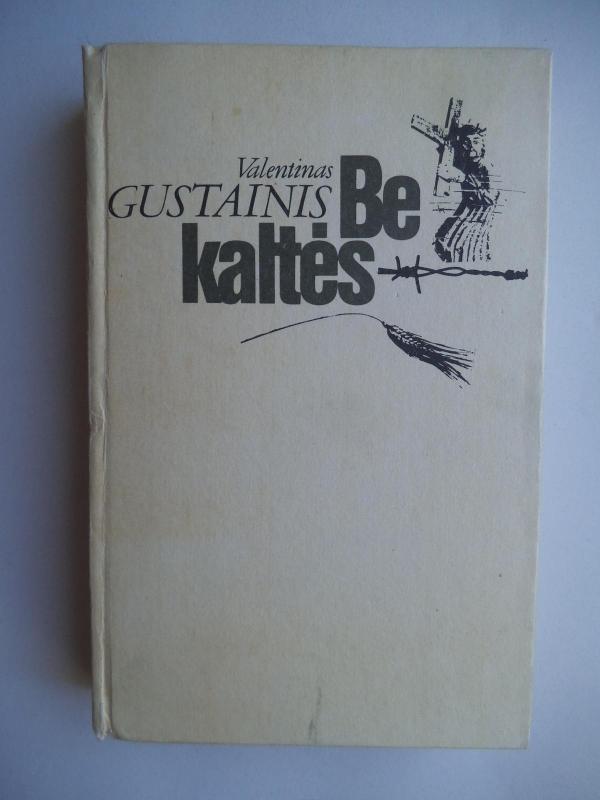 Valentinas
GUSTAINIS
Be
kaltės